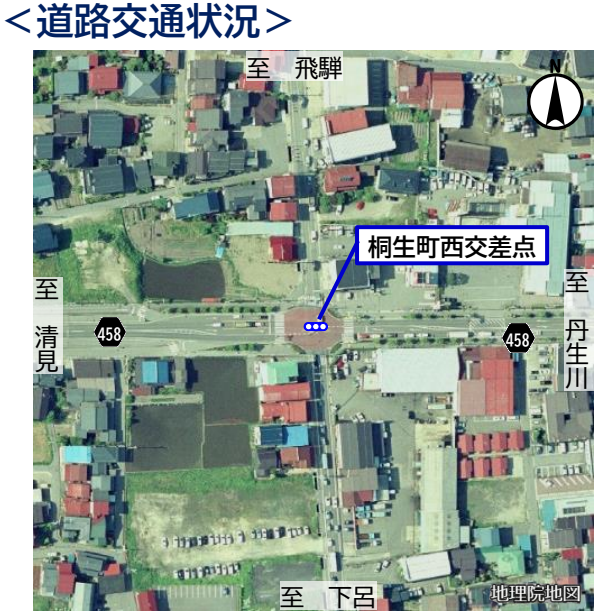 <道路交通状況>
至 飛騨
N
桐生町西交差点
至 清見
458
458
至 丹生川
至 下呂
地理院地図